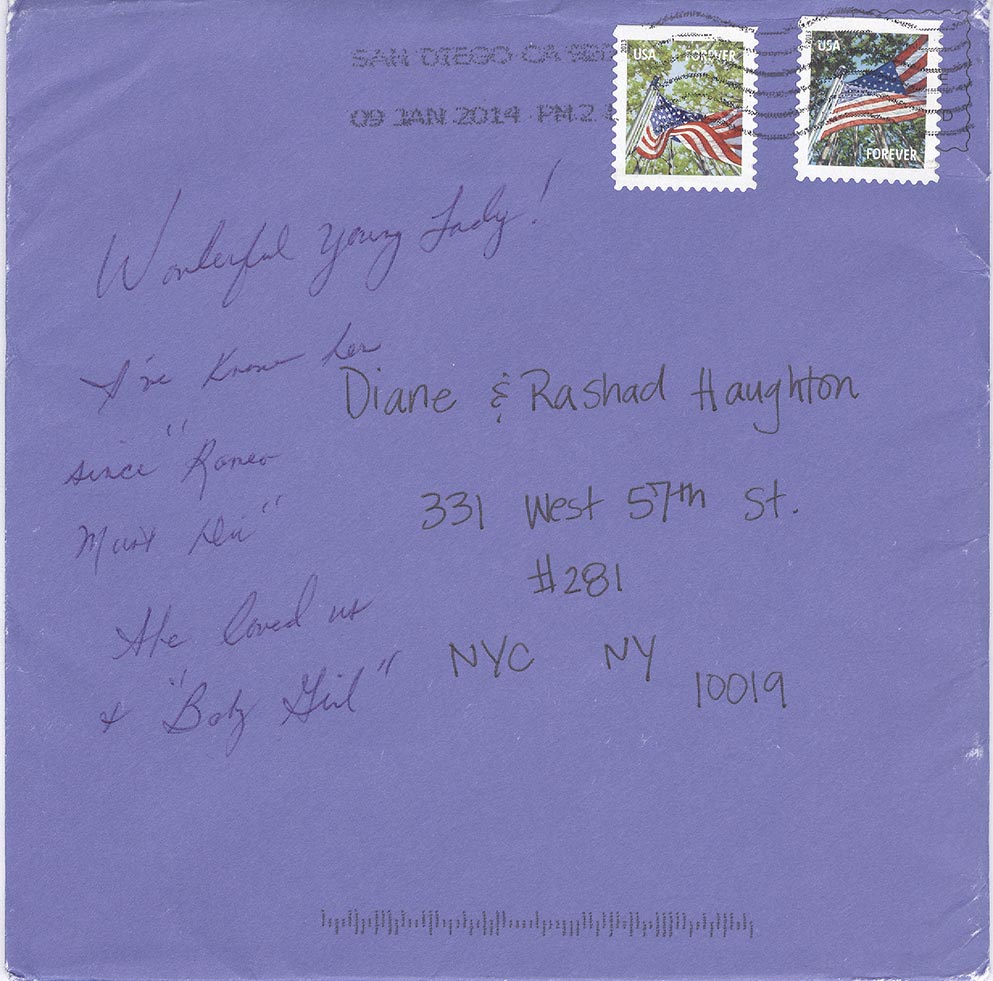 SAN DIEGO CA
09 JAN 2014 PM 2
USA FOREVER
USA
FOREVER
Wonderful Young Lady!
I've Know her
since "Romeo
Must Die"
She loved us
& "Baby Girl"
Diane & Rashad Haughton
331 West 57th St.
#281
NYC NY
10019